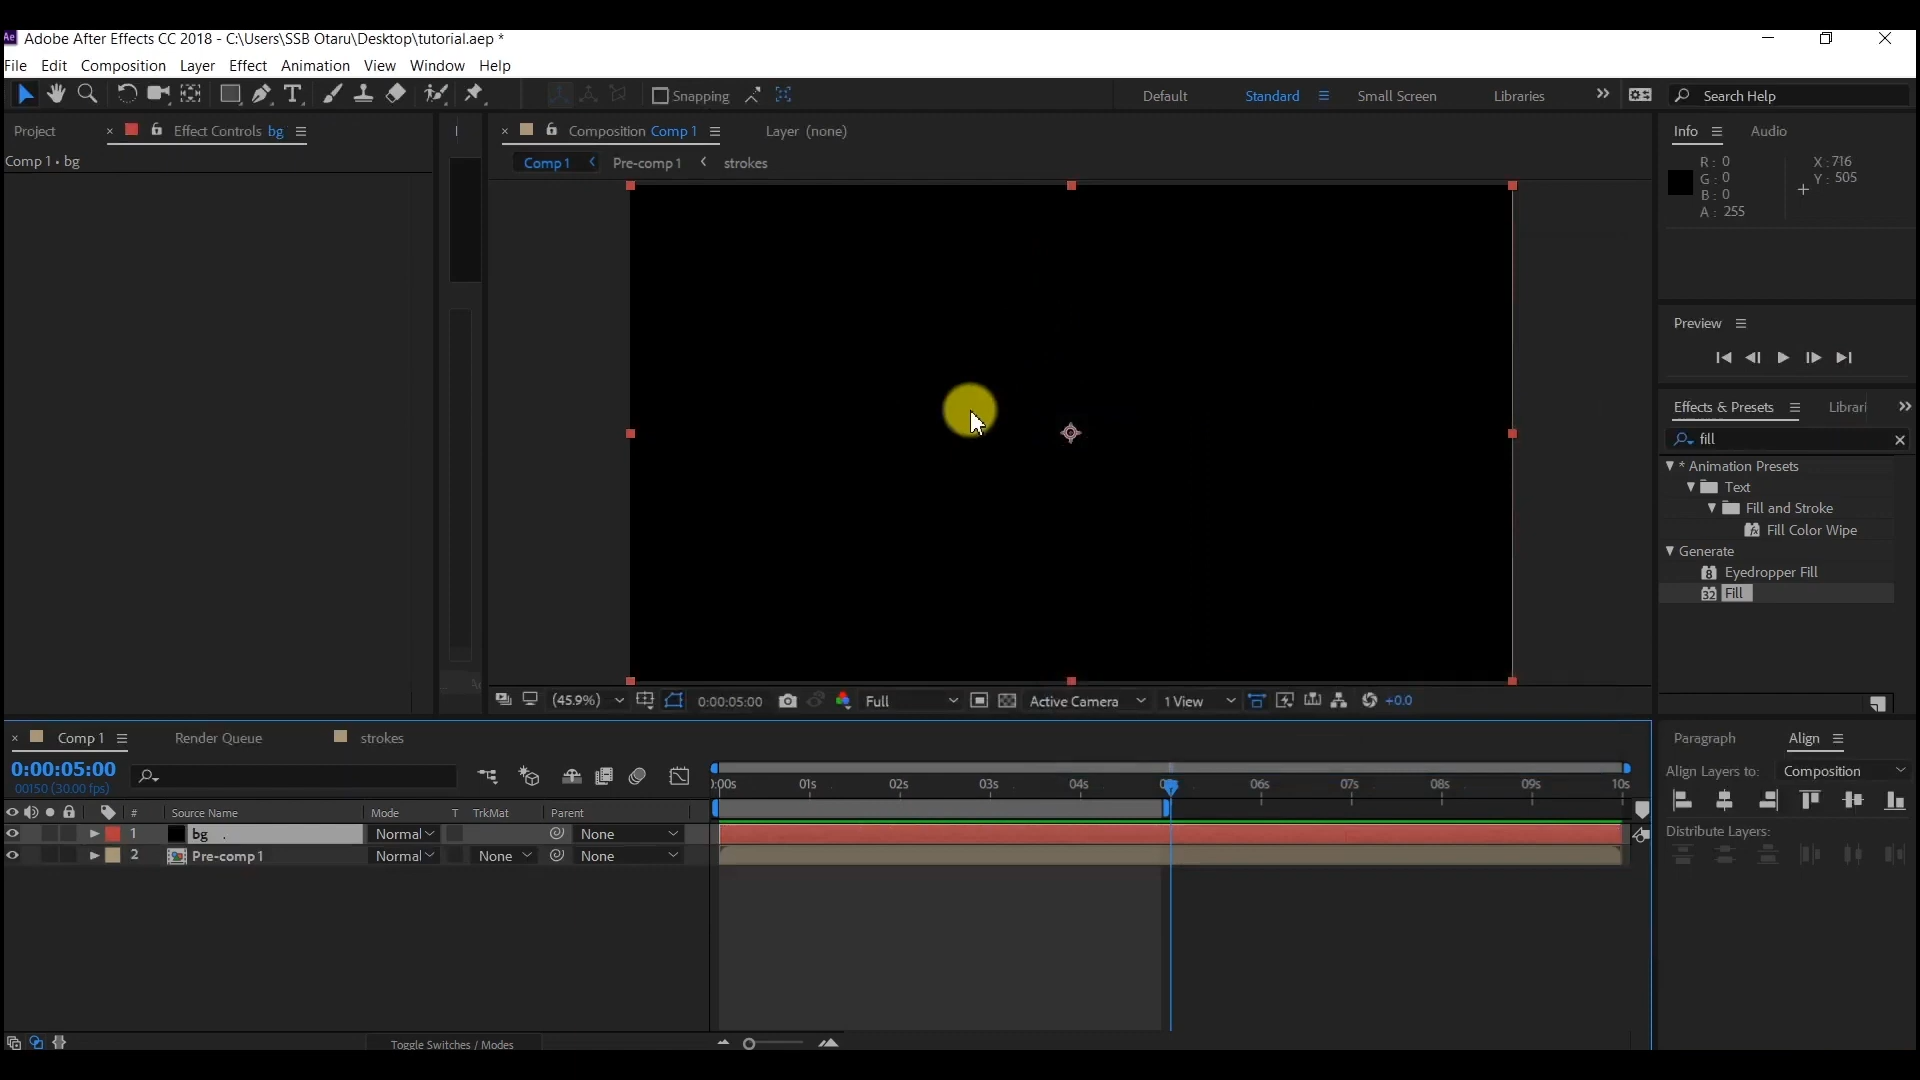 Ae Adobe After Effects CC 2018 - C:\Users\SSB Otaru\Desktop\tutorial.aep *
File Edit Composition Layer Effect Animation View Window Help
T Snapping Default Standard Small Screen Libraries Search Help
Project × Effect Controls bg × Composition Comp 1 Layer (none) Info Audio
Comp 1 • bg Comp 1 Pre-comp 1 strokes
R: 0 X: 716
G: 0 Y: 505
B: 0
A: 255
Preview
Effects & Presets Librari
fill
* Animation Presets
Text
Fill and Stroke
Fill Color Wipe
Generate
8 Eyedropper Fill
32 Fill
(45.9%) 0:00:05:00 Full Active Camera 1 View +0.0
× Comp 1 Render Queue strokes Paragraph Align
0:00:05:00
00150 (30.00 fps)
Align Layers to: Composition
:00s 01s 02s 03s 04s 06s 07s 08s 09s 10s
# Source Name Mode T TrkMat Parent
Distribute Layers:
1 bg . Normal None
2 Pre-comp 1 Normal None None
Toggle Switches / Modes